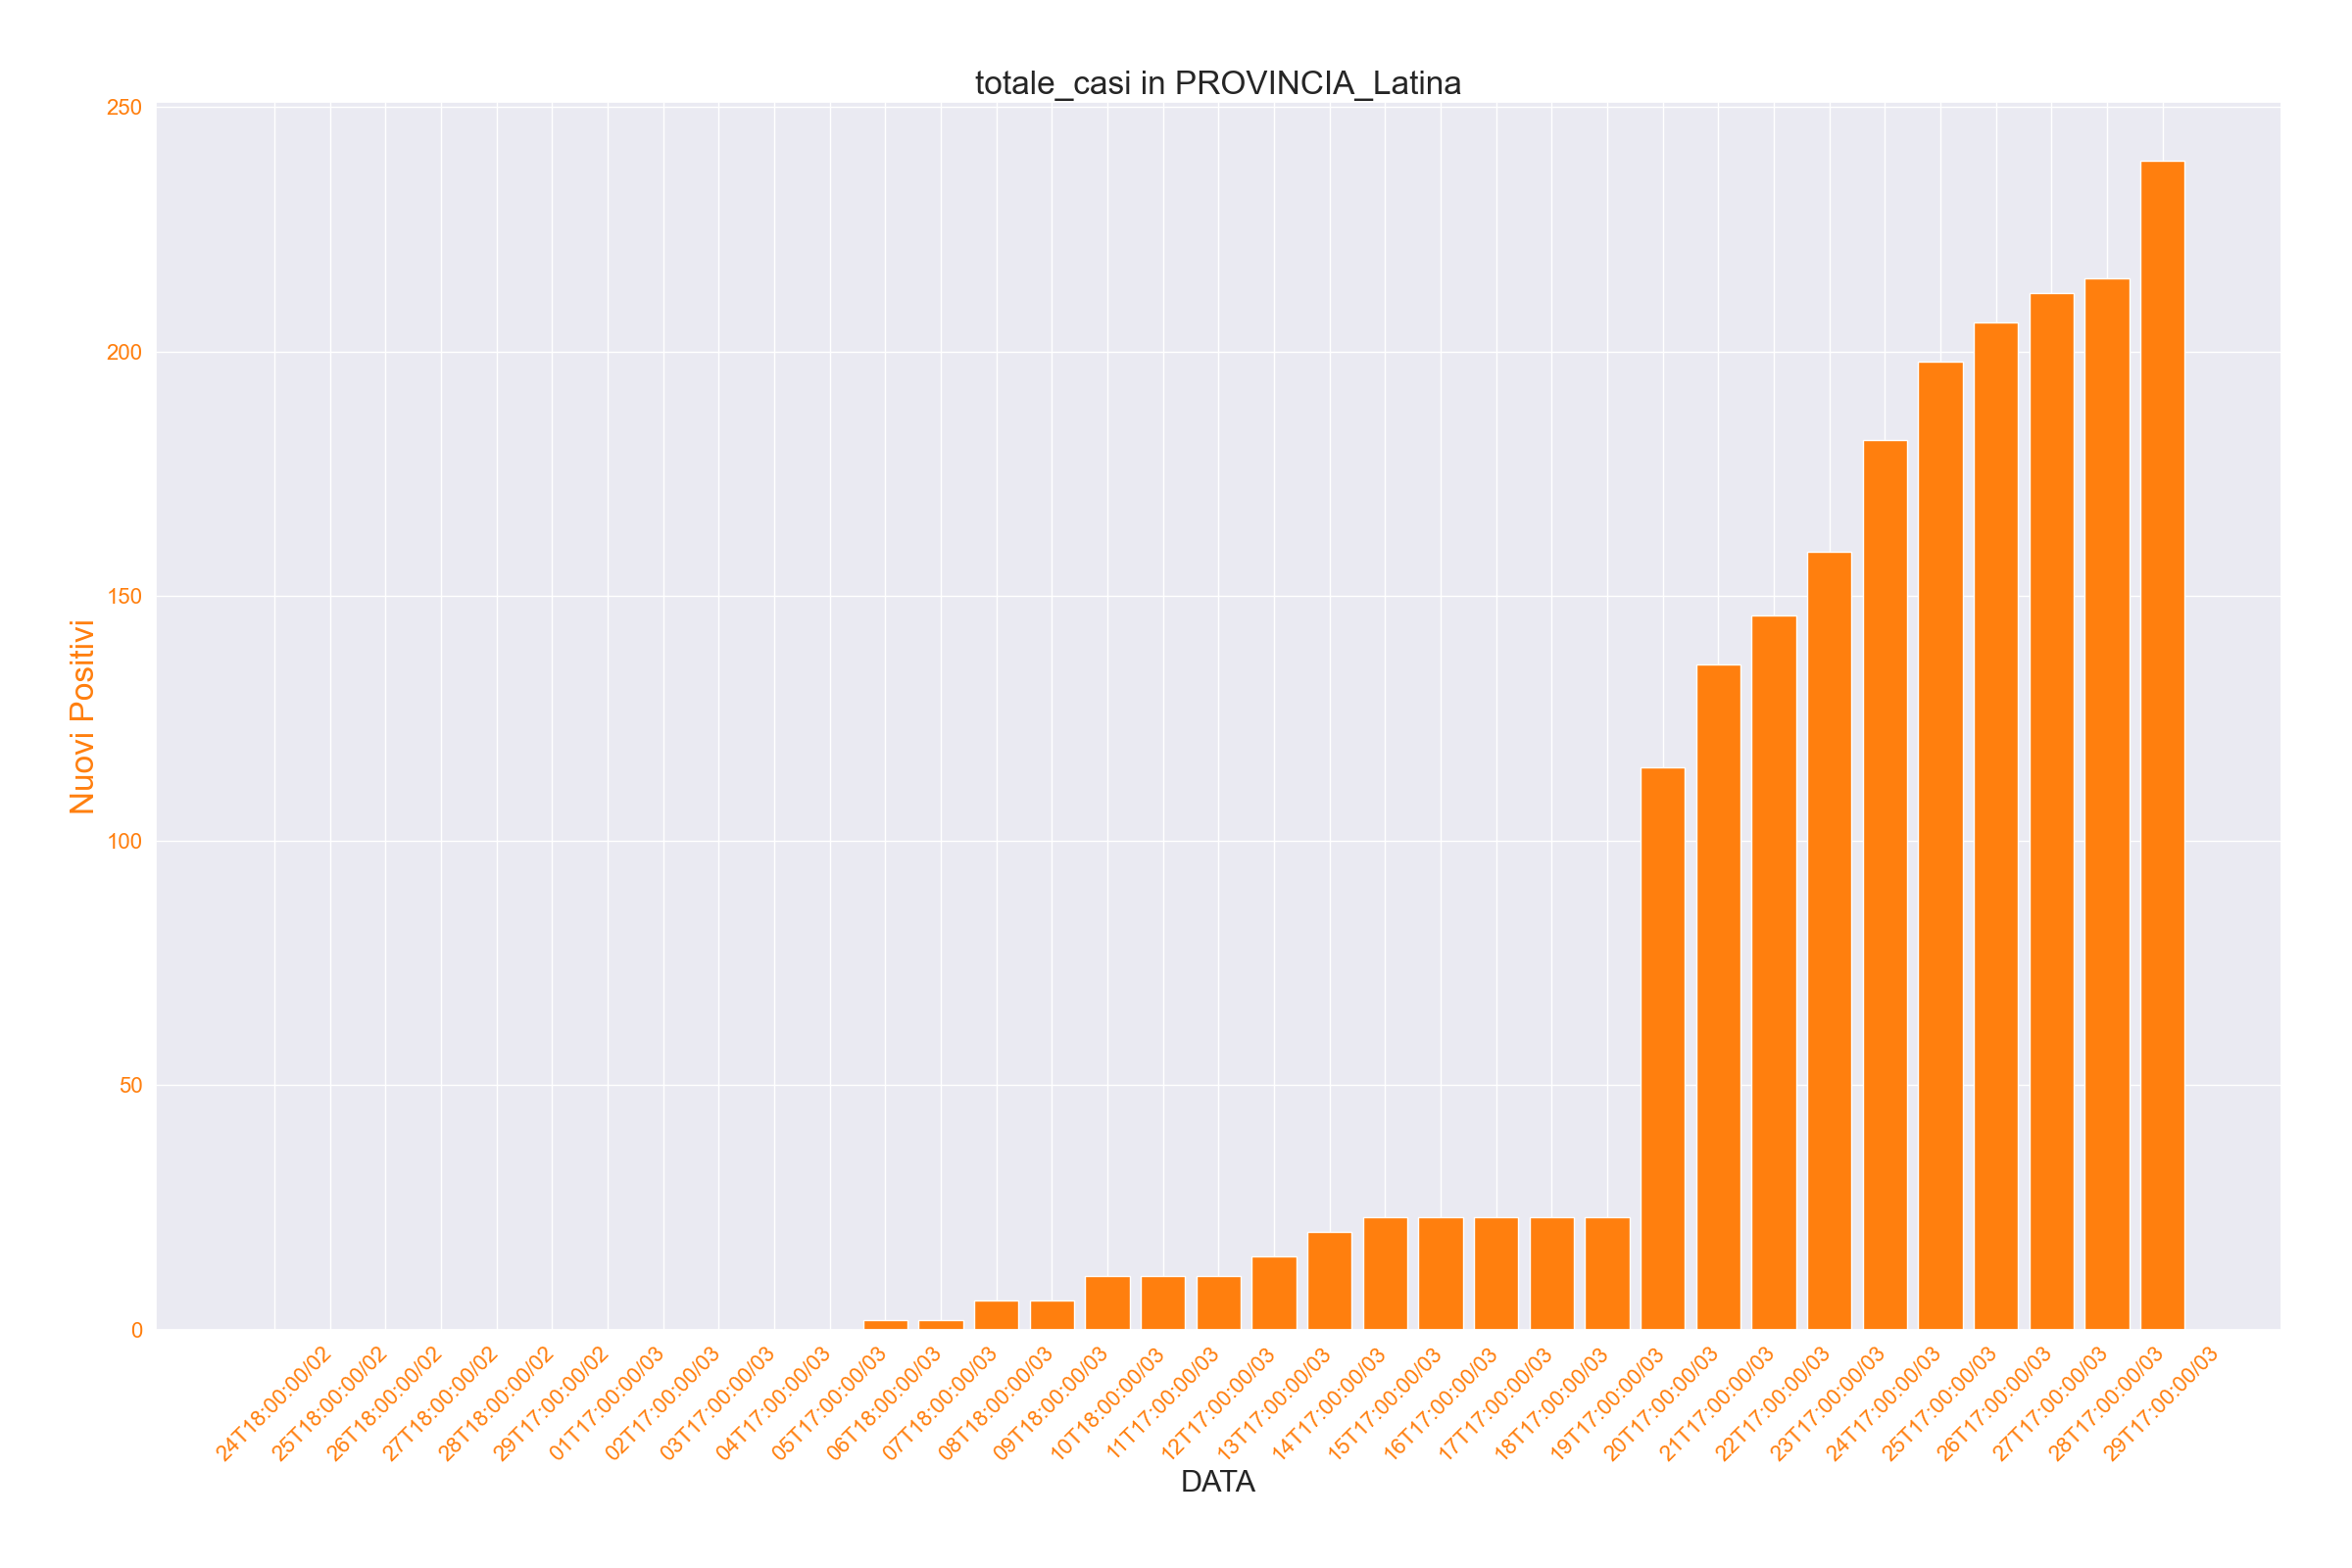 totale_casi in PROVINCIA_Latina
250
200
150
100
50
0
Nuovi Positivi
24T18:00:00/02
25T18:00:00/02
26T18:00:00/02
27T18:00:00/02
28T18:00:00/02
29T17:00:00/02
01T17:00:00/03
02T17:00:00/03
03T17:00:00/03
04T17:00:00/03
05T17:00:00/03
06T18:00:00/03
07T18:00:00/03
08T18:00:00/03
09T18:00:00/03
10T18:00:00/03
11T17:00:00/03
12T17:00:00/03
13T17:00:00/03
14T17:00:00/03
15T17:00:00/03
16T17:00:00/03
17T17:00:00/03
18T17:00:00/03
19T17:00:00/03
20T17:00:00/03
21T17:00:00/03
22T17:00:00/03
23T17:00:00/03
24T17:00:00/03
25T17:00:00/03
26T17:00:00/03
27T17:00:00/03
28T17:00:00/03
29T17:00:00/03
DATA